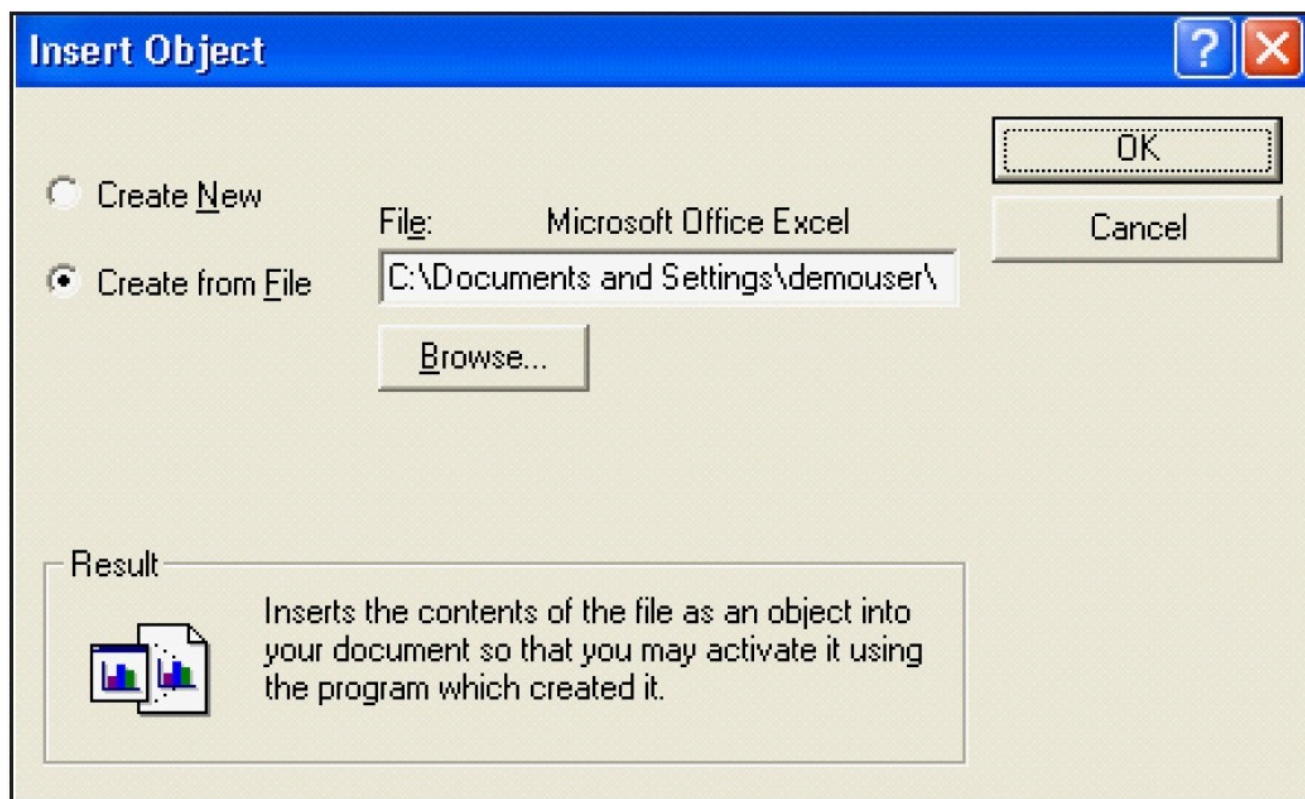 Insert Object
?
OK
Cancel
Create New
Create from File
File: Microsoft Office Excel
C:\Documents and Settings\demouser\
Browse...
Result
Inserts the contents of the file as an object into
your document so that you may activate it using
the program which created it.